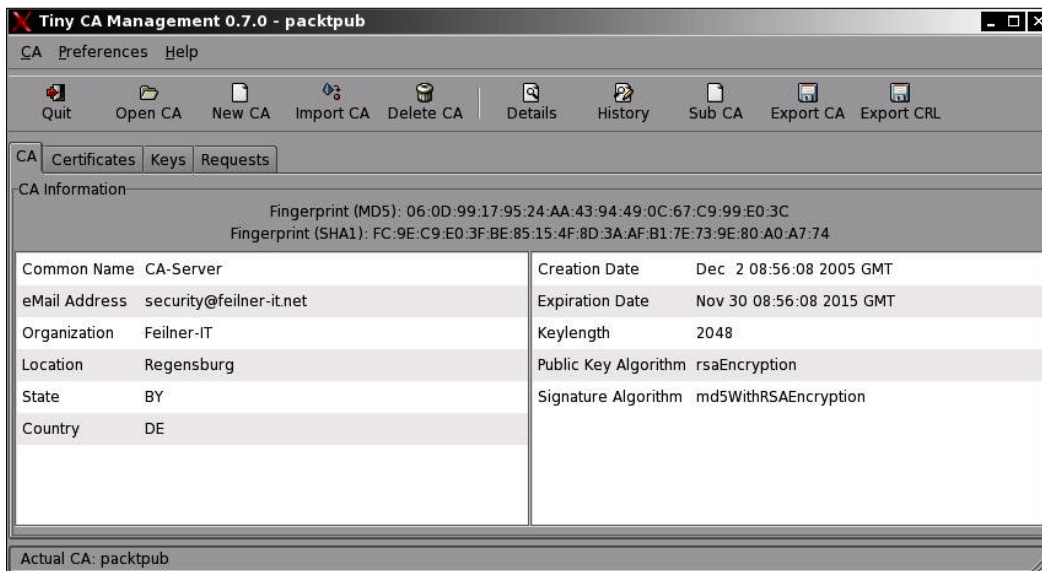 Tiny CA Management 0.7.0 - packtpub
CA Preferences Help
Quit Open CA New CA Import CA Delete CA Details History Sub CA Export CA Export CRL
CA Certificates Keys Requests
CA Information
Fingerprint (MD5): 06:0D:99:17:95:24:AA:43:94:49:0C:67:C9:99:E0:3C
Fingerprint (SHA1): FC:9E:C9:E0:3F:BE:85:15:4F:8D:3A:AF:B1:7E:73:9E:80:A0:A7:74
Common Name CA-Server
eMail Address security@feilner-it.net
Organization Feilner-IT
Location Regensburg
State BY
Country DE
Creation Date Dec 2 08:56:08 2005 GMT
Expiration Date Nov 30 08:56:08 2015 GMT
Keylength 2048
Public Key Algorithm rsaEncryption
Signature Algorithm md5WithRSAEncryption
Actual CA: packtpub